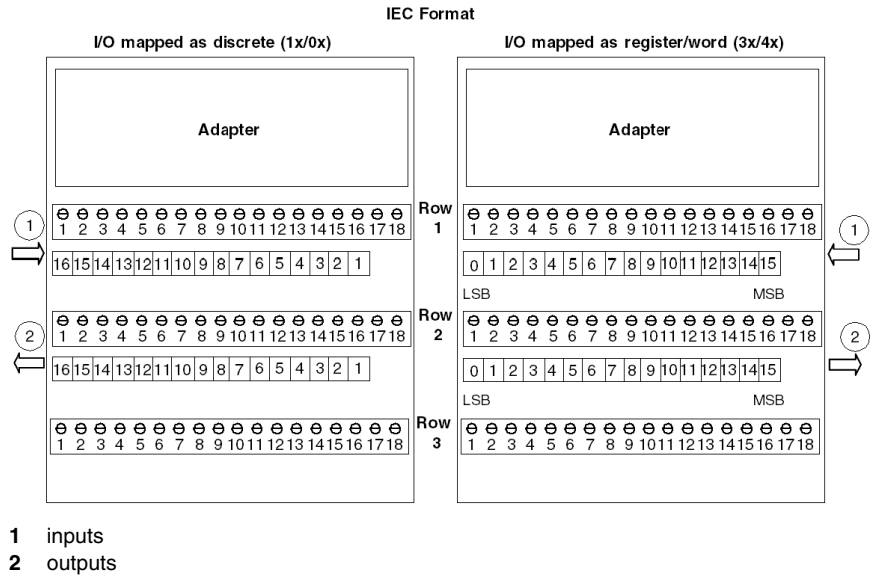 IEC Format
I/O mapped as discrete (1x/0x)
I/O mapped as register/word (3x/4x)
Adapter
Adapter
1 2 3 4 5 6 7 8 9 10 11 12 13 14 15 16 17 18
Row 1
1 2 3 4 5 6 7 8 9 10 11 12 13 14 15 16 17 18
1
1
16 15 14 13 12 11 10 9 8 7 6 5 4 3 2 1
0 1 2 3 4 5 6 7 8 9 10 11 12 13 14 15
LSB
MSB
1 2 3 4 5 6 7 8 9 10 11 12 13 14 15 16 17 18
Row 2
1 2 3 4 5 6 7 8 9 10 11 12 13 14 15 16 17 18
2
2
16 15 14 13 12 11 10 9 8 7 6 5 4 3 2 1
0 1 2 3 4 5 6 7 8 9 10 11 12 13 14 15
LSB
MSB
1 2 3 4 5 6 7 8 9 10 11 12 13 14 15 16 17 18
Row 3
1 2 3 4 5 6 7 8 9 10 11 12 13 14 15 16 17 18
1 inputs
2 outputs